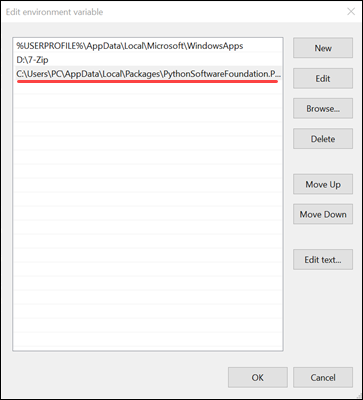 Edit environment variable
%USERPROFILE%\AppData\Local\Microsoft\WindowsApps
D:\7-Zip
C:\Users\PC\AppData\Local\Packages\PythonSoftwareFoundation.P...
New
Edit
Browse...
Delete
Move Up
Move Down
Edit text...
OK
Cancel